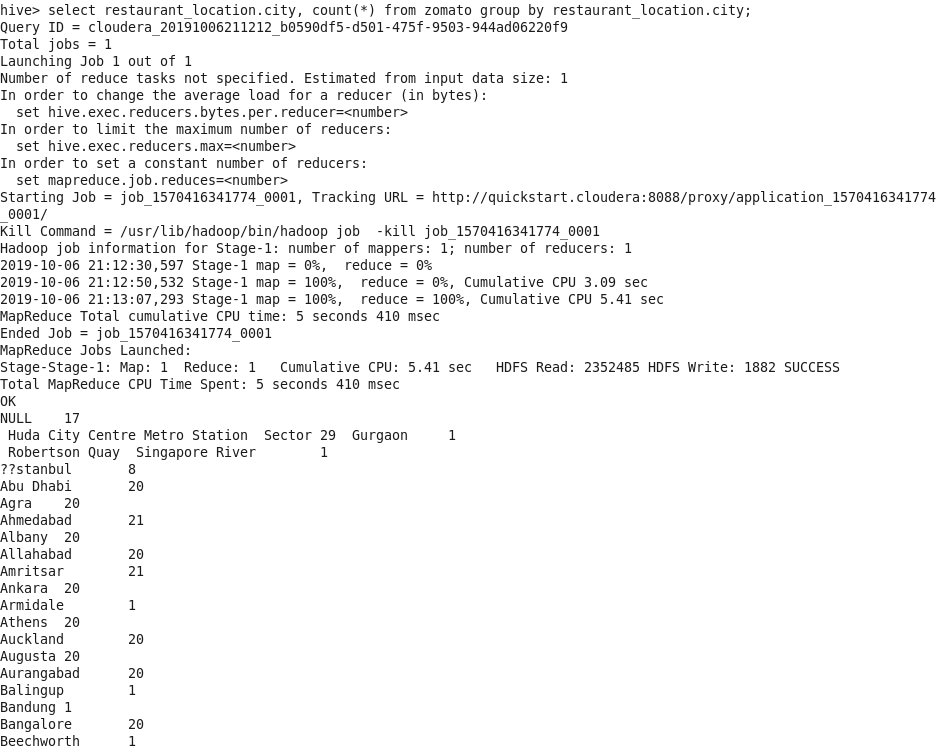 hive> select restaurant_location.city, count(*) from zomato group by restaurant_location.city;
Query ID = cloudera_20191006211212_b0590df5-d501-475f-9503-944ad06220f9
Total jobs = 1
Launching Job 1 out of 1
Number of reduce tasks not specified. Estimated from input data size: 1
In order to change the average load for a reducer (in bytes):
  set hive.exec.reducers.bytes.per.reducer=<number>
In order to limit the maximum number of reducers:
  set hive.exec.reducers.max=<number>
In order to set a constant number of reducers:
  set mapreduce.job.reduces=<number>
Starting Job = job_1570416341774_0001, Tracking URL = http://quickstart.cloudera:8088/proxy/application_1570416341774
_0001/
Kill Command = /usr/lib/hadoop/bin/hadoop job  -kill job_1570416341774_0001
Hadoop job information for Stage-1: number of mappers: 1; number of reducers: 1
2019-10-06 21:12:30,597 Stage-1 map = 0%,  reduce = 0%
2019-10-06 21:12:50,532 Stage-1 map = 100%,  reduce = 0%, Cumulative CPU 3.09 sec
2019-10-06 21:13:07,293 Stage-1 map = 100%,  reduce = 100%, Cumulative CPU 5.41 sec
MapReduce Total cumulative CPU time: 5 seconds 410 msec
Ended Job = job_1570416341774_0001
MapReduce Jobs Launched:
Stage-Stage-1: Map: 1  Reduce: 1   Cumulative CPU: 5.41 sec   HDFS Read: 2352485 HDFS Write: 1882 SUCCESS
Total MapReduce CPU Time Spent: 5 seconds 410 msec
OK
NULL    17
 Huda City Centre Metro Station  Sector 29  Gurgaon     1
 Robertson Quay  Singapore River        1
??stanbul       8
Abu Dhabi       20
Agra    20
Ahmedabad       21
Albany  20
Allahabad       20
Amritsar        21
Ankara  20
Armidale        1
Athens  20
Auckland        20
Augusta 20
Aurangabad      20
Balingup        1
Bandung 1
Bangalore       20
Beechworth      1